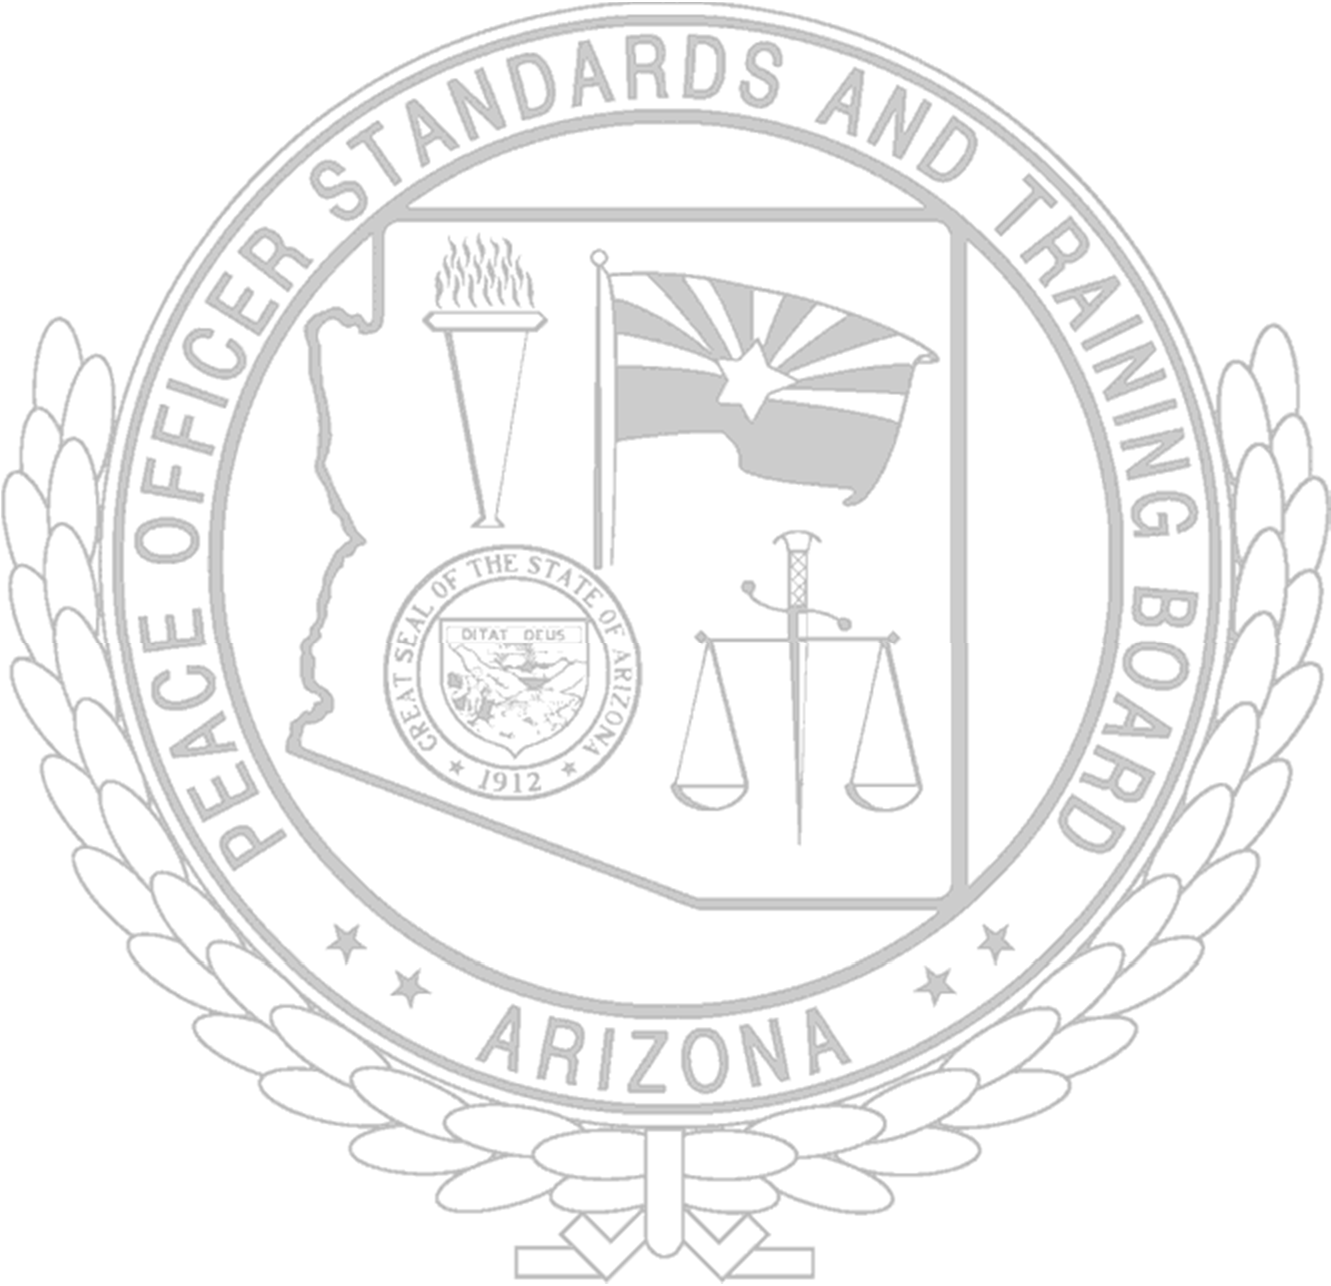 PEACE OFFICER STANDARDS AND TRAINING BOARD
GREAT SEAL OF THE STATE OF ARIZONA
DITAT DEUS
1912
ARIZONA